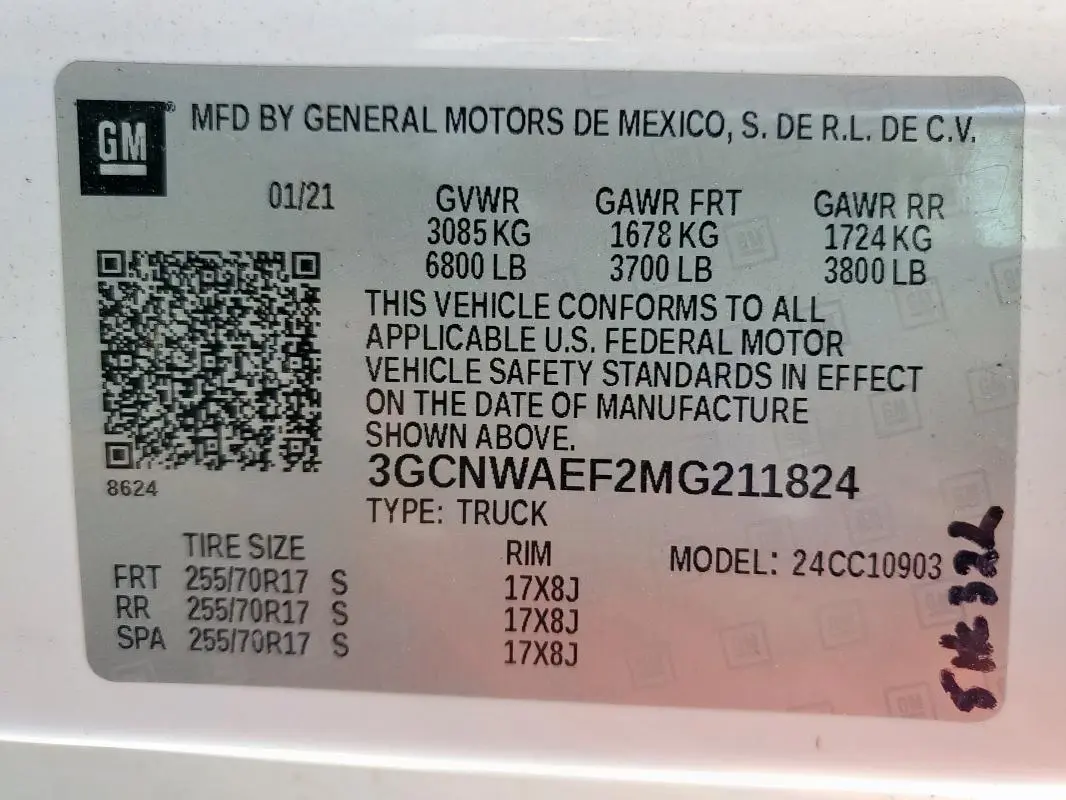 GM® MFD BY GENERAL MOTORS DE MEXICO, S. DE R.L. DE C.V.
01/21 GVWR GAWR FRT GAWR RR
3085 KG 1678 KG 1724 KG
6800 LB 3700 LB 3800 LB
THIS VEHICLE CONFORMS TO ALL
APPLICABLE U.S. FEDERAL MOTOR
VEHICLE SAFETY STANDARDS IN EFFECT
ON THE DATE OF MANUFACTURE
SHOWN ABOVE.
3GCNWAEF2MG211824
8624
TYPE: TRUCK
TIRE SIZE RIM MODEL: 24CC10903
FRT 255/70R17 S 17X8J
RR 255/70R17 S 17X8J
SPA 255/70R17 S 17X8J